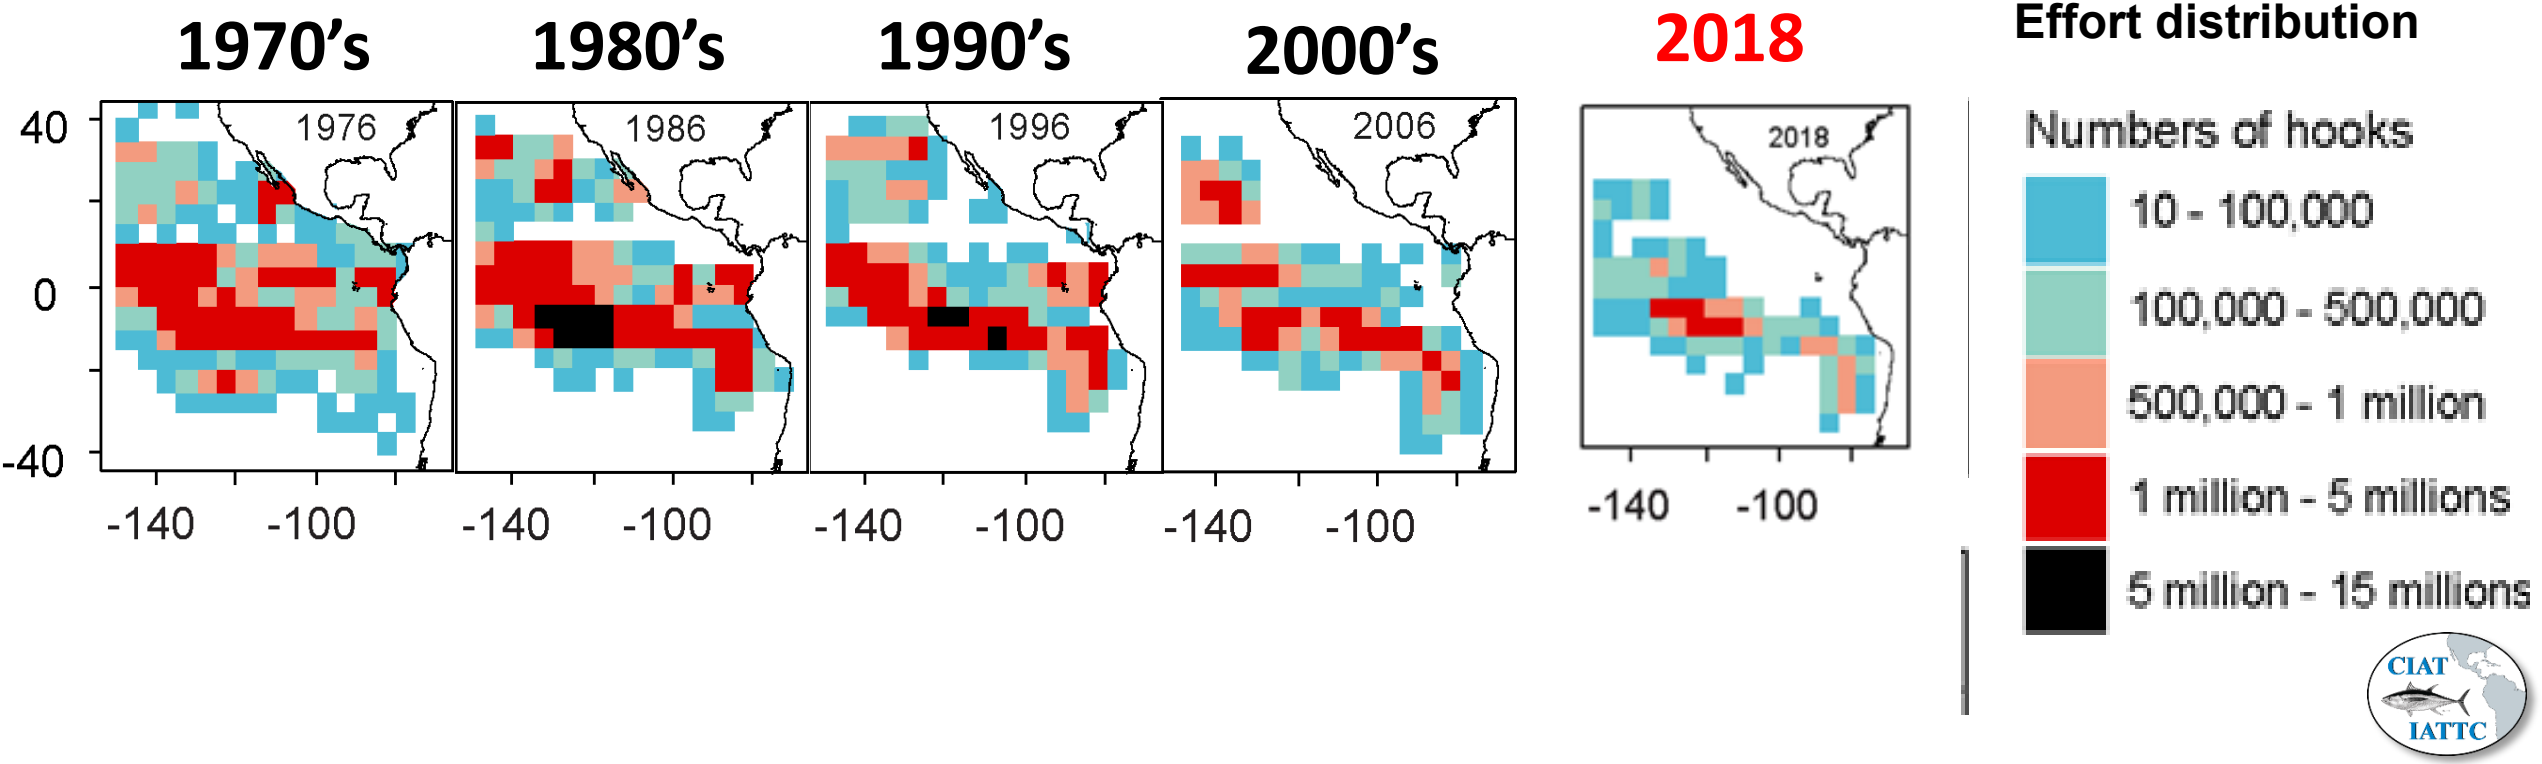 1970’s 1980’s 1990’s 2000’s 2018 Effort distribution
1976 1986 1996 2006 2018
40
0
-40
-140 -100 -140 -100 -140 -100 -140 -100 -140 -100
Numbers of hooks
10 - 100,000
100,000 - 500,000
500,000 - 1 million
1 million - 5 millions
5 million - 15 millions
CIAT
IATTC